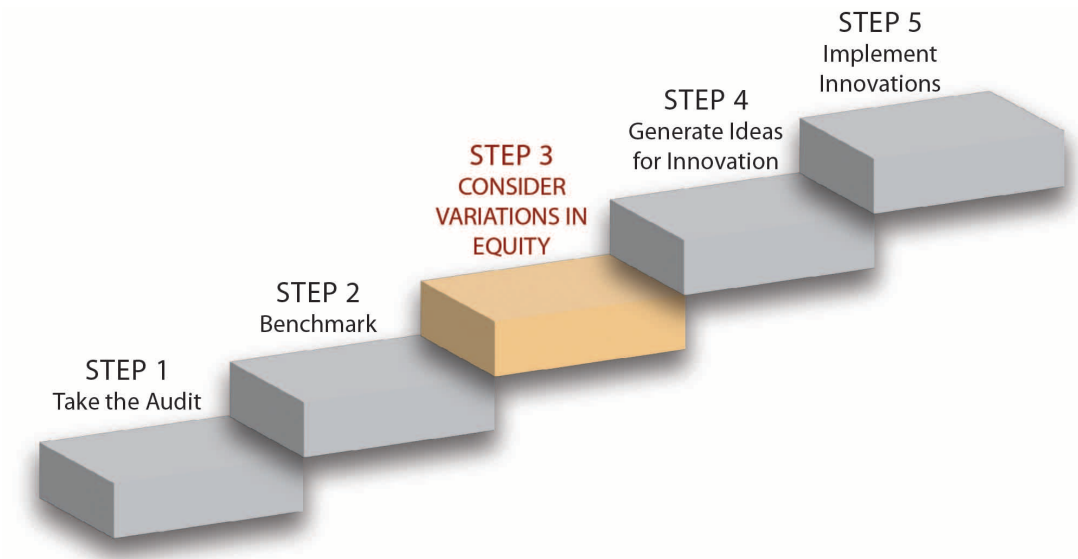 STEP 1
Take the Audit
STEP 2
Benchmark
STEP 3
CONSIDER
VARIATIONS IN
EQUITY
STEP 4
Generate Ideas
for Innovation
STEP 5
Implement
Innovations